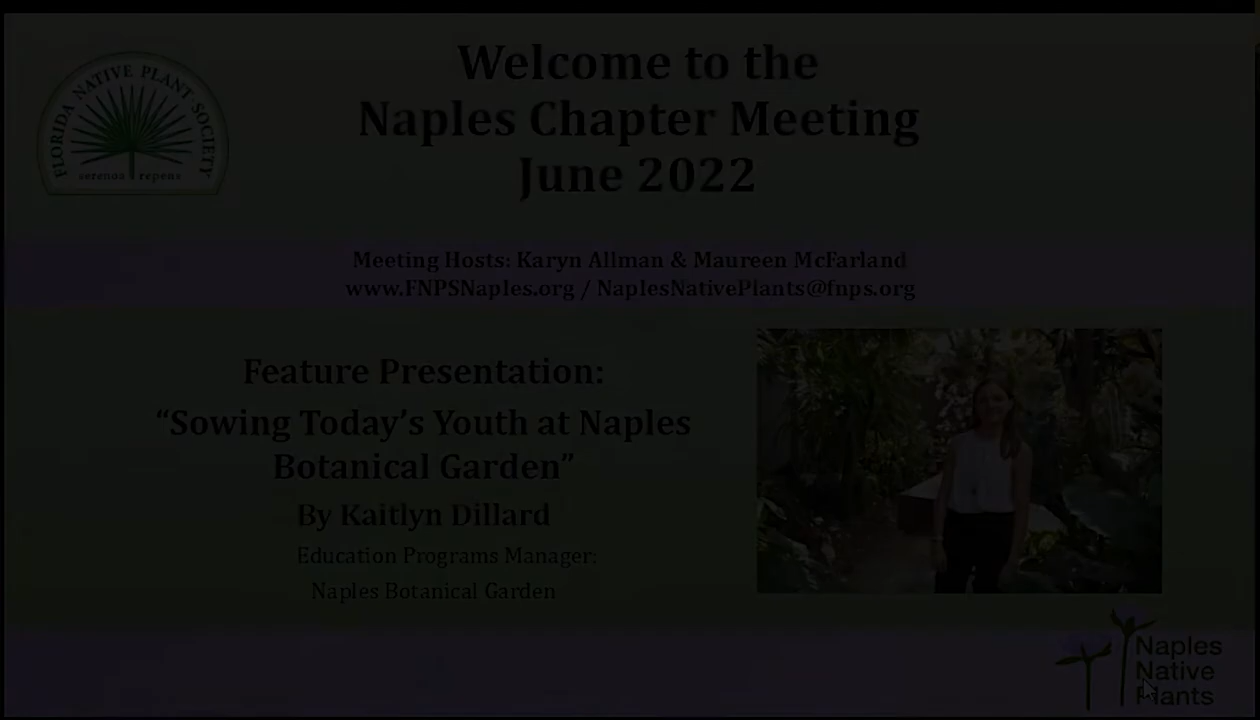 FLORIDA NATIVE PLANT SOCIETY
serenoa repens
Welcome to the
Naples Chapter Meeting
June 2022
Meeting Hosts: Karyn Allman & Maureen McFarland
www.FNPSNaples.org / NaplesNativePlants@fnps.org
Feature Presentation:
“Sowing Today’s Youth at Naples
Botanical Garden”
By Kaitlyn Dillard
Education Programs Manager:
Naples Botanical Garden
Naples
Native
Plants